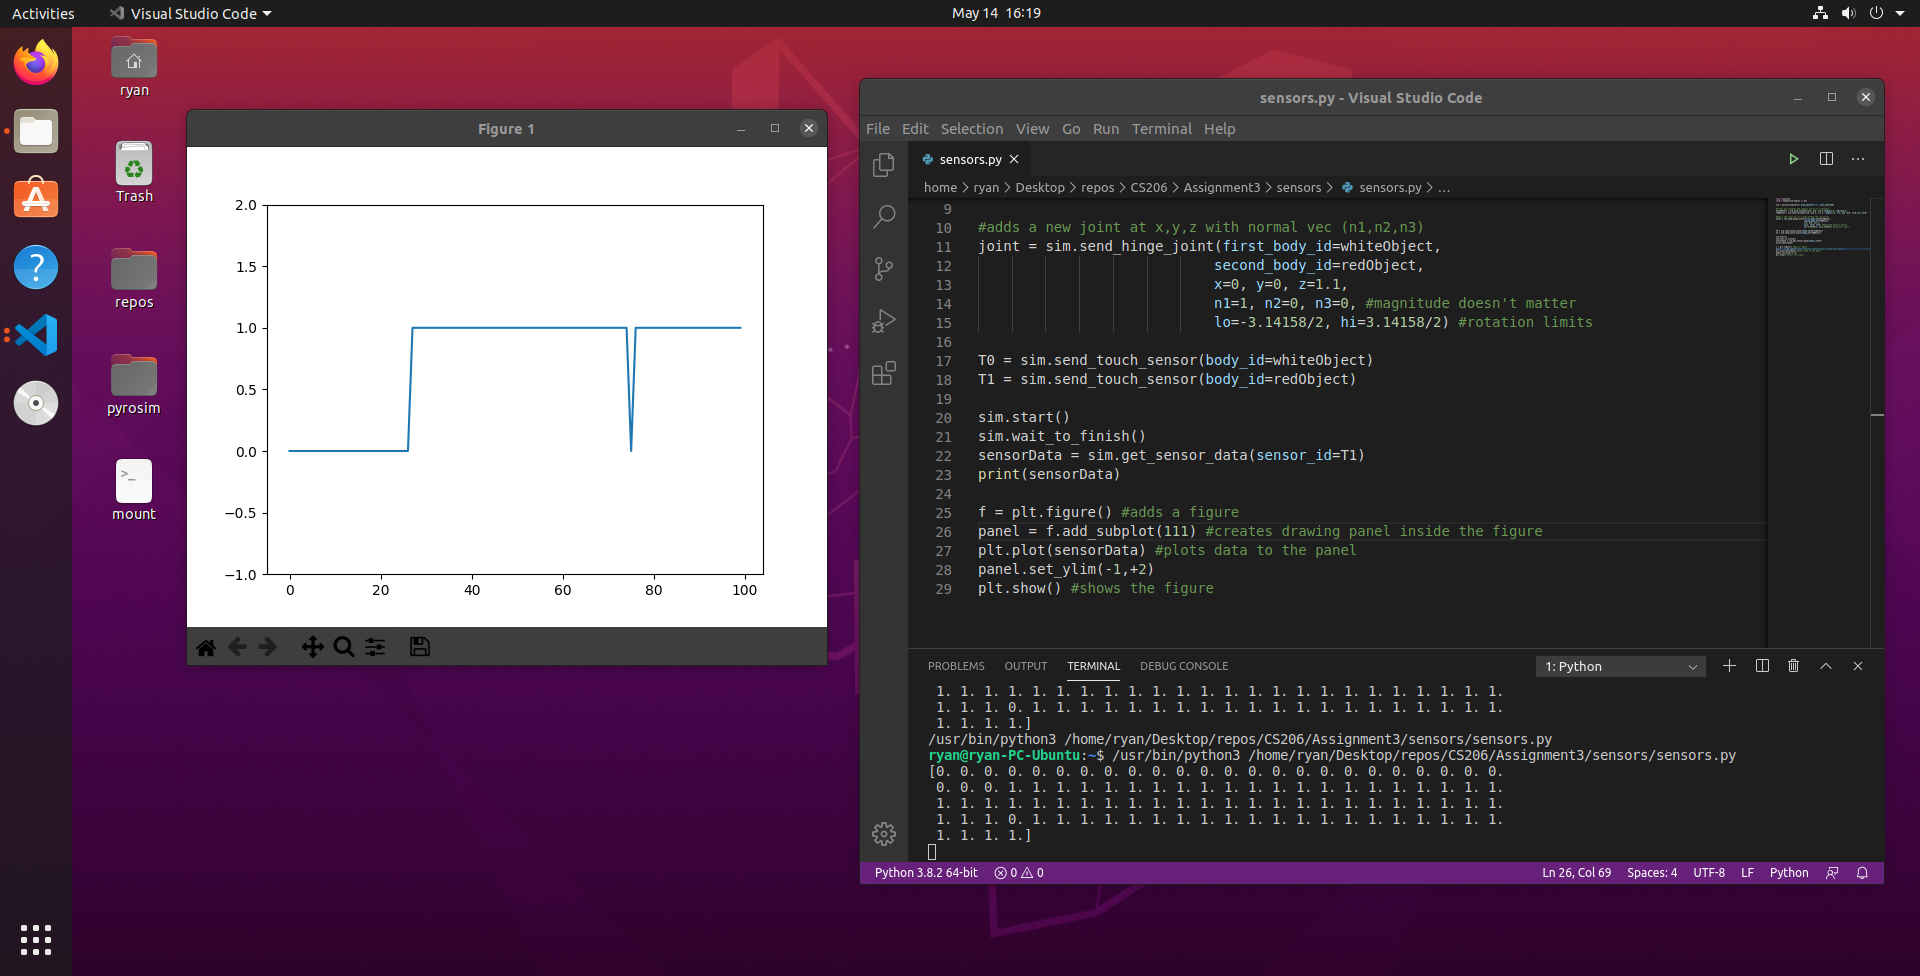 Activities
Visual Studio Code
May 14 16:19
ryan
Trash
repos
pyrosim
mount
Figure 1
2.0
1.5
1.0
0.5
0.0
−0.5
−1.0
0 20 40 60 80 100
sensors.py - Visual Studio Code
File Edit Selection View Go Run Terminal Help
sensors.py
home > ryan > Desktop > repos > CS206 > Assignment3 > sensors > sensors.py > ...
9
10 #adds a new joint at x,y,z with normal vec (n1,n2,n3)
11 joint = sim.send_hinge_joint(first_body_id=whiteObject,
12 second_body_id=redObject,
13 x=0, y=0, z=1.1,
14 n1=1, n2=0, n3=0, #magnitude doesn't matter
15 lo=-3.14158/2, hi=3.14158/2) #rotation limits
16
17 T0 = sim.send_touch_sensor(body_id=whiteObject)
18 T1 = sim.send_touch_sensor(body_id=redObject)
19
20 sim.start()
21 sim.wait_to_finish()
22 sensorData = sim.get_sensor_data(sensor_id=T1)
23 print(sensorData)
24
25 f = plt.figure() #adds a figure
26 panel = f.add_subplot(111) #creates drawing panel inside the figure
27 plt.plot(sensorData) #plots data to the panel
28 panel.set_ylim(-1,+2)
29 plt.show() #shows the figure
PROBLEMS OUTPUT TERMINAL DEBUG CONSOLE
1: Python
1. 1. 1. 1. 1. 1. 1. 1. 1. 1. 1. 1. 1. 1. 1. 1. 1. 1. 1. 1. 1. 1. 1. 1.
1. 1. 1. 0. 1. 1. 1. 1. 1. 1. 1. 1. 1. 1. 1. 1. 1. 1. 1. 1. 1. 1. 1. 1.
1. 1. 1. 1.]
/usr/bin/python3 /home/ryan/Desktop/repos/CS206/Assignment3/sensors/sensors.py
ryan@ryan-PC-Ubuntu:~$ /usr/bin/python3 /home/ryan/Desktop/repos/CS206/Assignment3/sensors/sensors.py
[0. 0. 0. 0. 0. 0. 0. 0. 0. 0. 0. 0. 0. 0. 0. 0. 0. 0. 0. 0. 0. 0. 0. 0.
0. 0. 0. 1. 1. 1. 1. 1. 1. 1. 1. 1. 1. 1. 1. 1. 1. 1. 1. 1. 1. 1. 1. 1.
1. 1. 1. 1. 1. 1. 1. 1. 1. 1. 1. 1. 1. 1. 1. 1. 1. 1. 1. 1. 1. 1. 1. 1.
1. 1. 1. 0. 1. 1. 1. 1. 1. 1. 1. 1. 1. 1. 1. 1. 1. 1. 1. 1. 1. 1. 1. 1.
1. 1. 1. 1.]
Python 3.8.2 64-bit
0 0
Ln 26, Col 69 Spaces: 4 UTF-8 LF Python